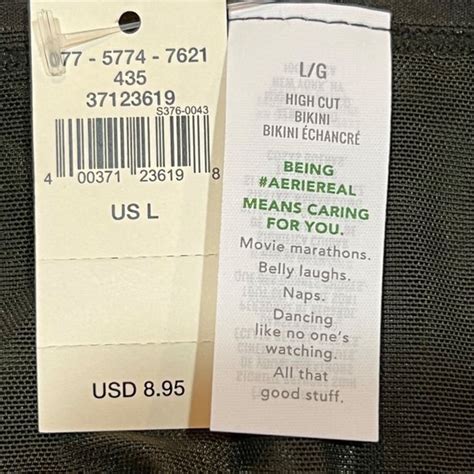 077 - 5774 - 7621
435
37123619
S376-0043
4 00371 23619 8
US L
USD 8.95
L/G
HIGH CUT
BIKINI
BIKINI ÉCHANCRÉ
BEING
#AERIEREAL
MEANS CARING
FOR YOU.
Movie marathons.
Belly laughs.
Naps.
Dancing
like no one's
watching.
All that
good stuff.